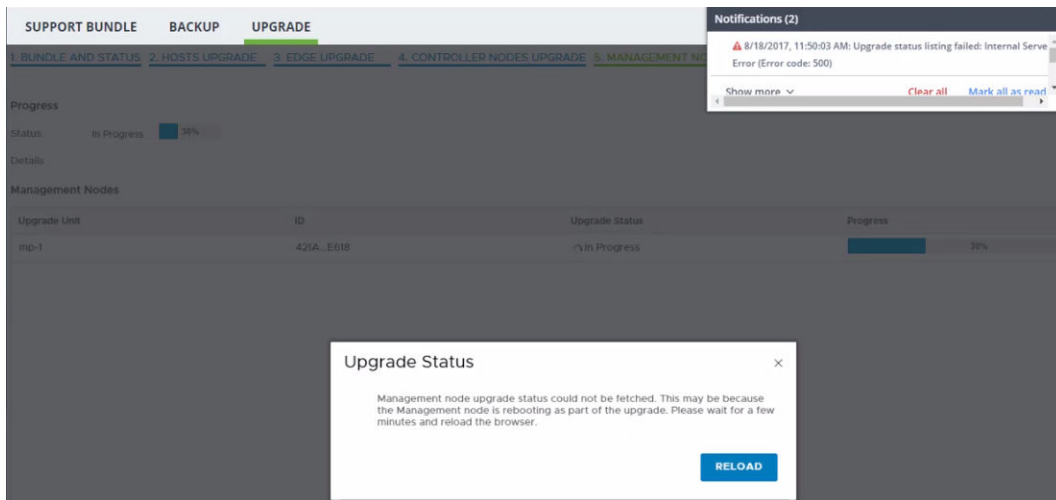 SUPPORT BUNDLE BACKUP UPGRADE
Notifications (2)
8/18/2017, 11:50:03 AM: Upgrade status listing failed: Internal Serve
Error (Error code: 500)
Show more Clear all Mark all as read
1. BUNDLE AND STATUS 2. HOSTS UPGRADE 3. EDGE UPGRADE 4. CONTROLLER NODES UPGRADE 5. MANAGEMENT NO
Progress
Status In Progress 38%
Details
Management Nodes
Upgrade Unit ID Upgrade Status Progress
mp-1 421A...E618 In Progress 38%
Upgrade Status
Management node upgrade status could not be fetched. This may be because
the Management node is rebooting as part of the upgrade. Please wait for a few
minutes and reload the browser.
RELOAD